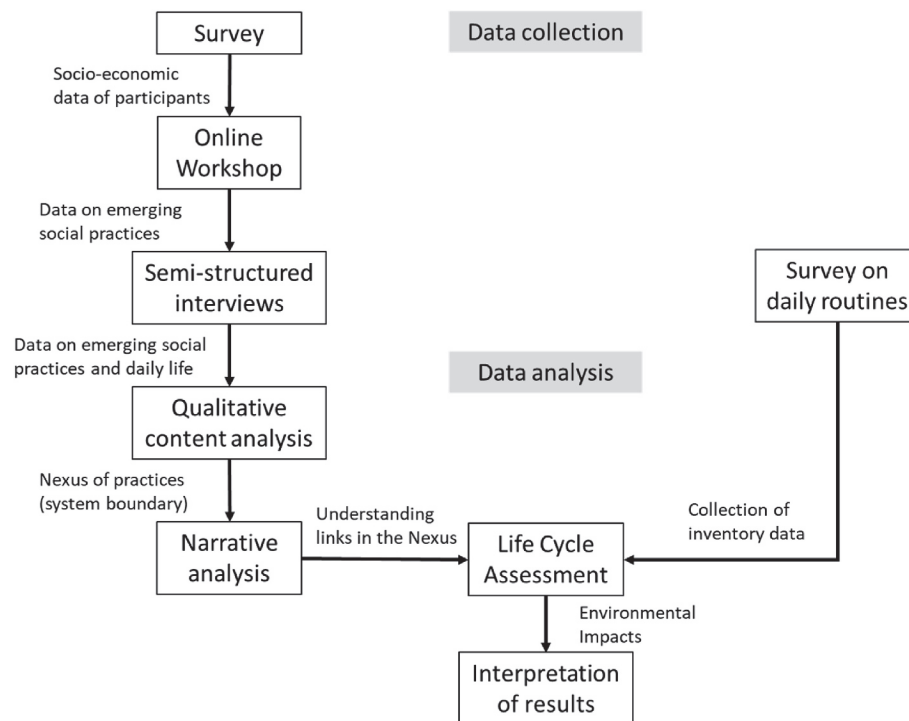 Survey
Data collection
Socio-economic
data of participants
Online
Workshop
Data on emerging
social practices
Semi-structured
interviews
Survey on
daily routines
Data on emerging social
practices and daily life
Data analysis
Qualitative
content analysis
Nexus of practices
(system boundary)
Understanding
links in the Nexus
Collection of
inventory data
Narrative
analysis
Life Cycle
Assessment
Environmental
Impacts
Interpretation
of results